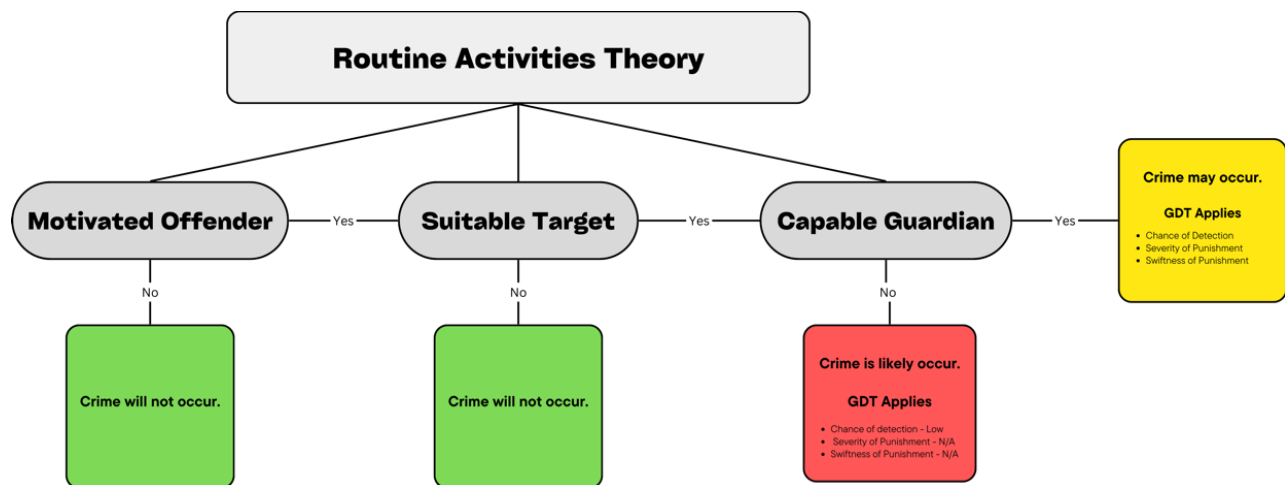 Routine Activities Theory
Motivated Offender
Yes
Suitable Target
Yes
Capable Guardian
Yes
Crime may occur.
GDT Applies
• Chance of Detection
• Severity of Punishment
• Swiftness of Punishment
No
No
No
Crime will not occur.
Crime will not occur.
Crime is likely occur.
GDT Applies
• Chance of detection - Low
• Severity of Punishment - N/A
• Swiftness of Punishment - N/A